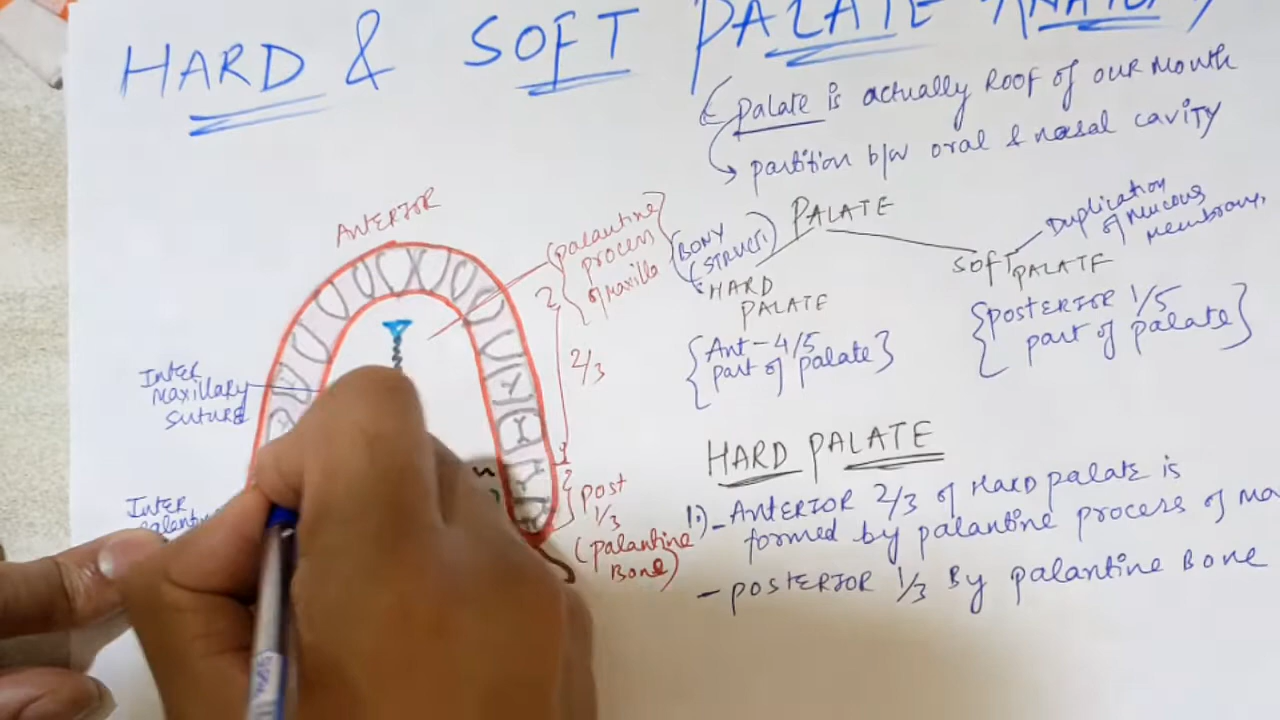 HARD & SOFT PALATE ANATOMY
palate is actually Roof of our mouth
partition b/w oral & nasal cavity
PALATE
(BONY
STRUCT.)
HARD
PALATE
{Ant - 4/5
part of palate}
Duplication
of mucous
membrane,
SOFT PALATE
{POSTERIOR 1/5
part of palate}
ANTERIOR
(palantine
process
of maxilla
2/3
Inter
maxillary
suture
Inter
post
1/3
(palantine
Bone)
HARD PALATE
1.) - ANTERIOR 2/3 of HARD palate is
formed by palantine process of ma
- POSTERIOR 1/3 By palantine Bone